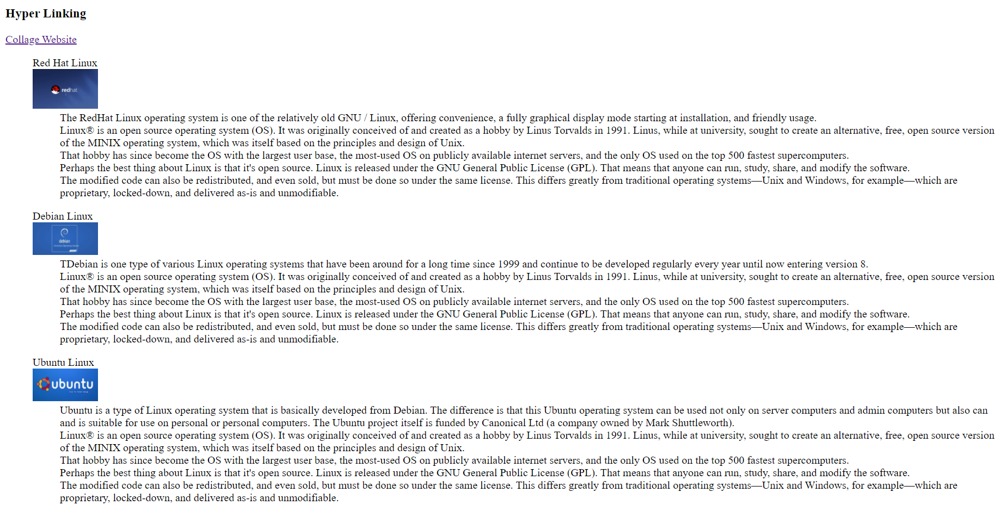 Hyper Linking
Collage Website
Red Hat Linux
redhat
The RedHat Linux operating system is one of the relatively old GNU / Linux, offering convenience, a fully graphical display mode starting at installation, and friendly usage.
Linux® is an open source operating system (OS). It was originally conceived of and created as a hobby by Linus Torvalds in 1991. Linus, while at university, sought to create an alternative, free, open source version
of the MINIX operating system, which was itself based on the principles and design of Unix.
That hobby has since become the OS with the largest user base, the most-used OS on publicly available internet servers, and the only OS used on the top 500 fastest supercomputers.
Perhaps the best thing about Linux is that it's open source. Linux is released under the GNU General Public License (GPL). That means that anyone can run, study, share, and modify the software.
The modified code can also be redistributed, and even sold, but must be done so under the same license. This differs greatly from traditional operating systems—Unix and Windows, for example—which are
proprietary, locked-down, and delivered as-is and unmodifiable.
Debian Linux
debian
TDebian is one type of various Linux operating systems that have been around for a long time since 1999 and continue to be developed regularly every year until now entering version 8.
Linux® is an open source operating system (OS). It was originally conceived of and created as a hobby by Linus Torvalds in 1991. Linus, while at university, sought to create an alternative, free, open source version
of the MINIX operating system, which was itself based on the principles and design of Unix.
That hobby has since become the OS with the largest user base, the most-used OS on publicly available internet servers, and the only OS used on the top 500 fastest supercomputers.
Perhaps the best thing about Linux is that it's open source. Linux is released under the GNU General Public License (GPL). That means that anyone can run, study, share, and modify the software.
The modified code can also be redistributed, and even sold, but must be done so under the same license. This differs greatly from traditional operating systems—Unix and Windows, for example—which are
proprietary, locked-down, and delivered as-is and unmodifiable.
Ubuntu Linux
ubuntu
Ubuntu is a type of Linux operating system that is basically developed from Debian. The difference is that this Ubuntu operating system can be used not only on server computers and admin computers but also can
and is suitable for use on personal or personal computers. The Ubuntu project itself is funded by Canonical Ltd (a company owned by Mark Shuttleworth).
Linux® is an open source operating system (OS). It was originally conceived of and created as a hobby by Linus Torvalds in 1991. Linus, while at university, sought to create an alternative, free, open source version
of the MINIX operating system, which was itself based on the principles and design of Unix.
That hobby has since become the OS with the largest user base, the most-used OS on publicly available internet servers, and the only OS used on the top 500 fastest supercomputers.
Perhaps the best thing about Linux is that it's open source. Linux is released under the GNU General Public License (GPL). That means that anyone can run, study, share, and modify the software.
The modified code can also be redistributed, and even sold, but must be done so under the same license. This differs greatly from traditional operating systems—Unix and Windows, for example—which are
proprietary, locked-down, and delivered as-is and unmodifiable.